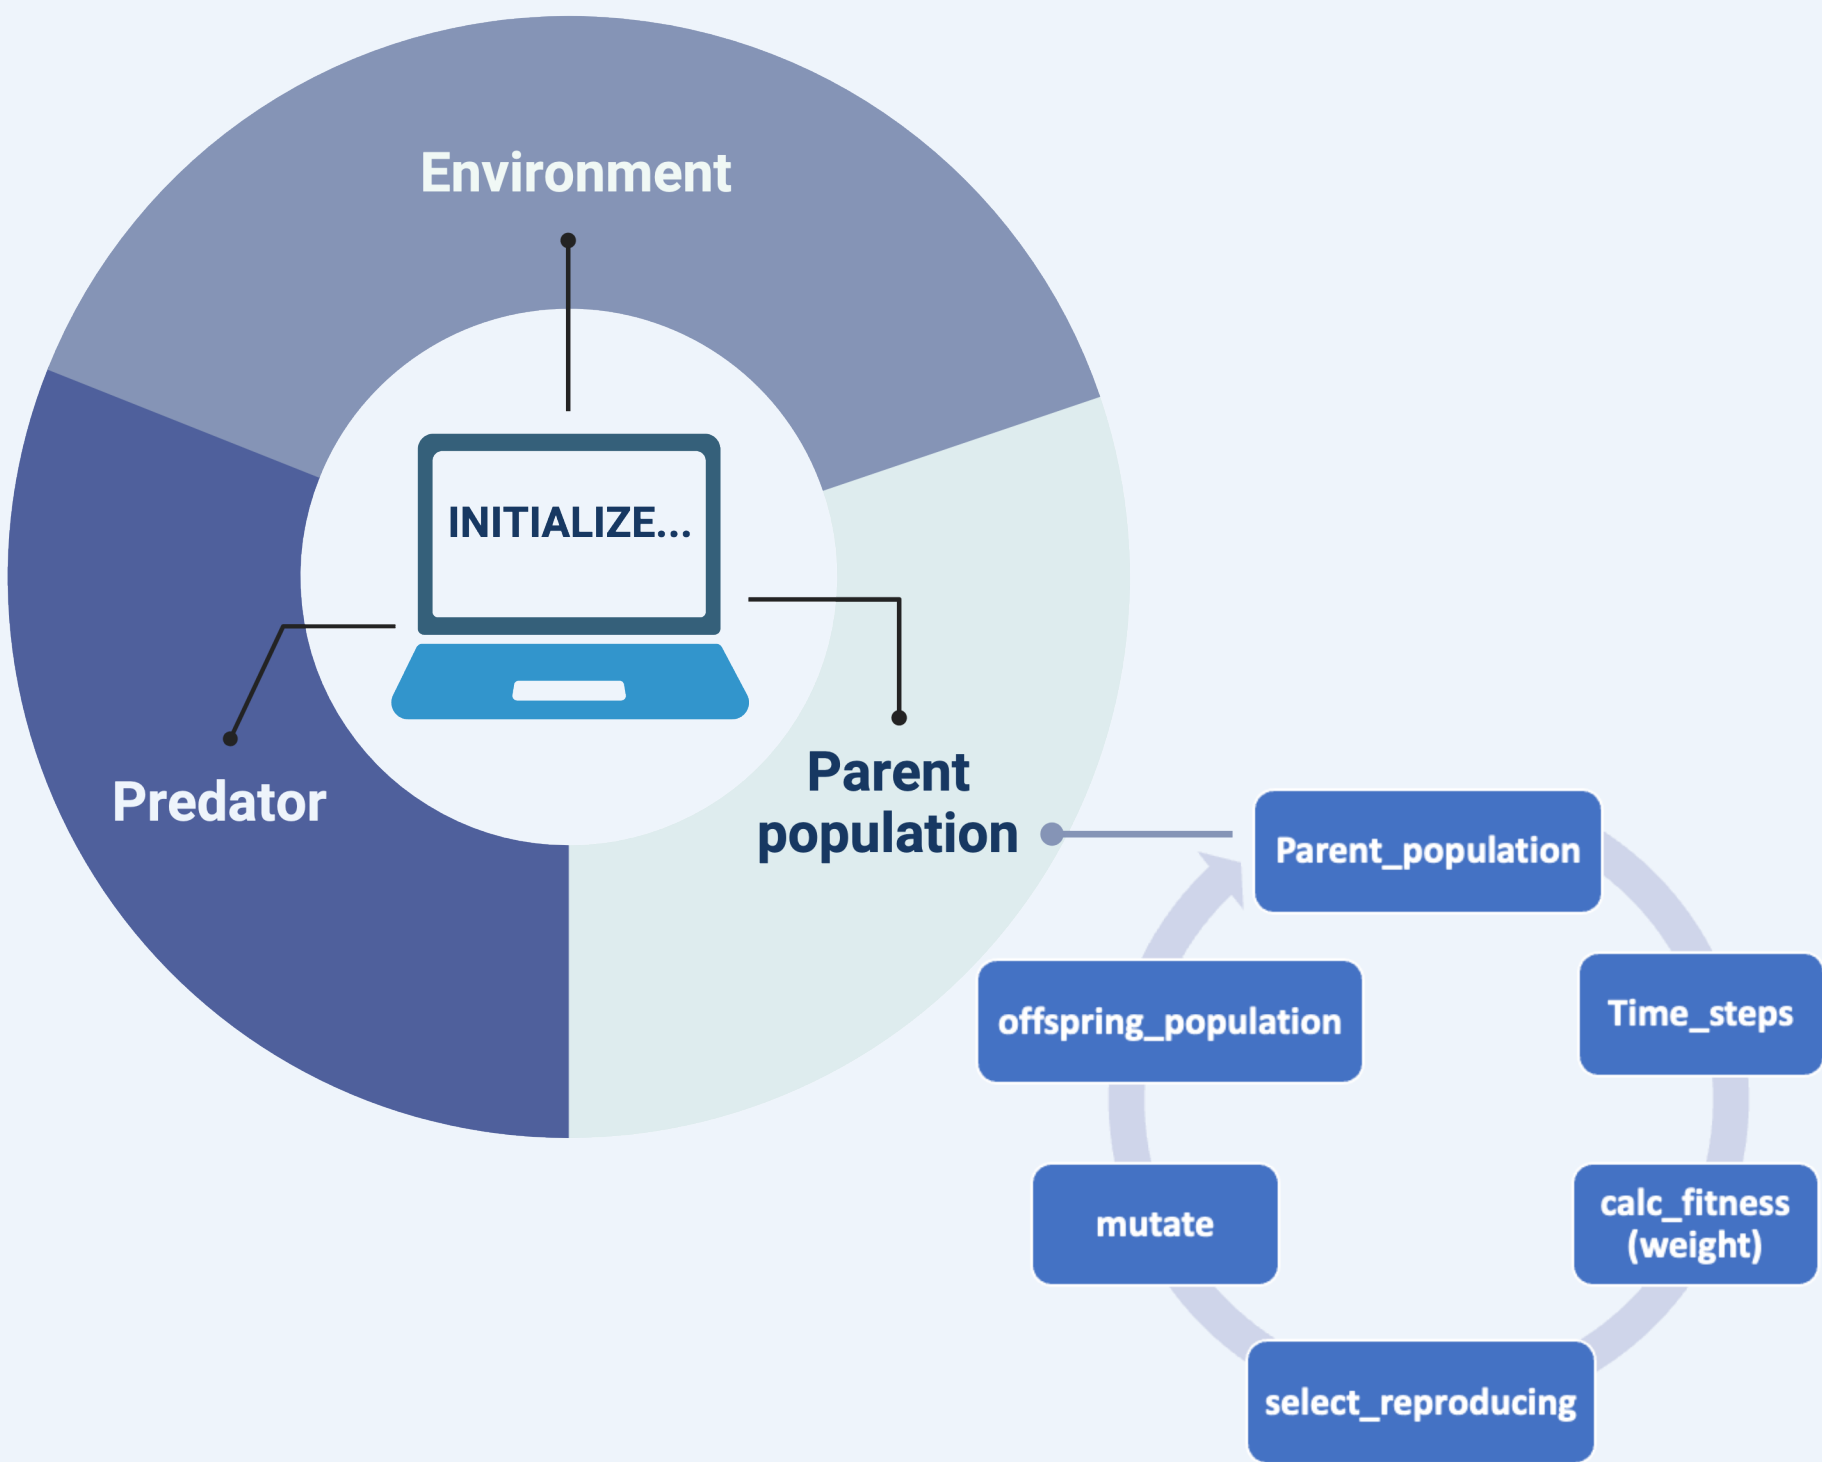 Environment
INITIALIZE...
Predator
Parent
population
Parent_population
Time_steps
calc_fitness
(weight)
select_reproducing
mutate
offspring_population